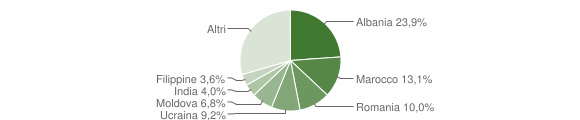 Altri
Albania 23,9%
Filippine 3,6%
Marocco 13,1%
India 4,0%
Moldova 6,8%
Romania 10,0%
Ucraina 9,2%